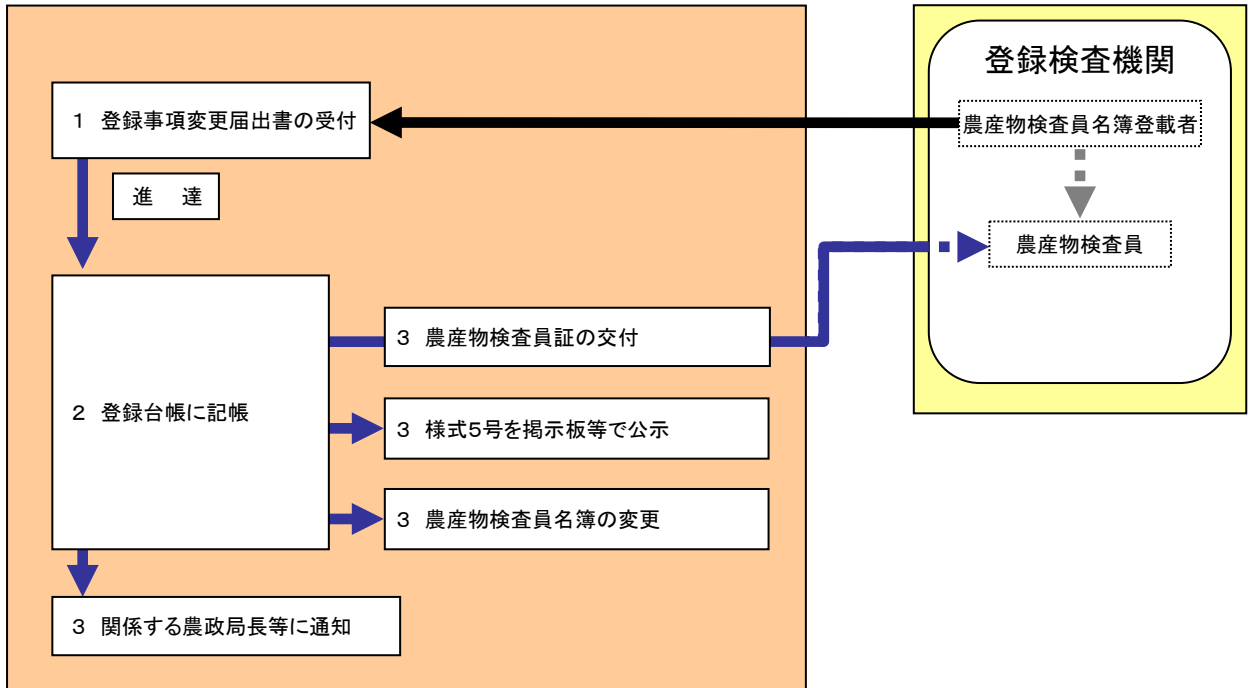 登録検査機関
農産物検査員名簿登載者
農産物検査員
１　登録事項変更届出書の受付
進　達
２　登録台帳に記帳
３　農産物検査員証の交付
３　様式５号を掲示板等で公示
３　農産物検査員名簿の変更
３　関係する農政局長等に通知